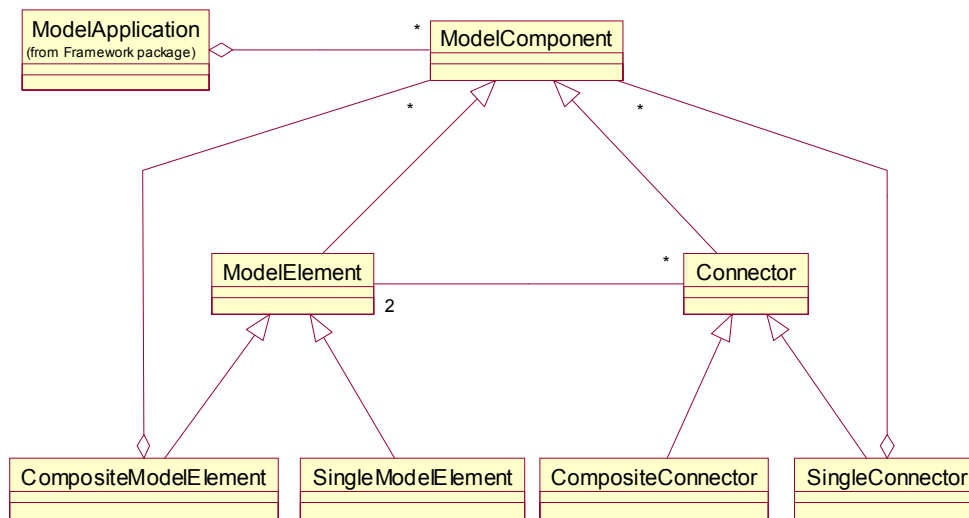 ModelApplication
(from Framework package)
*
ModelComponent
*
*
ModelElement
*
Connector
2
CompositeModelElement
SingleModelElement
CompositeConnector
SingleConnector